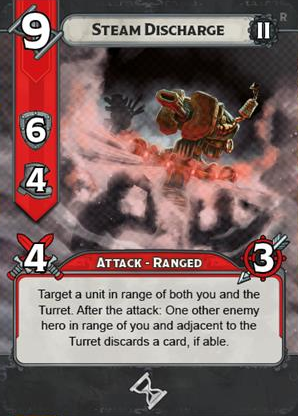 9
STEAM DISCHARGE
II
R
6
4
4
ATTACK - RANGED
3
Target a unit in range of both you and the
Turret. After the attack: One other enemy
hero in range of you and adjacent to the
Turret discards a card, if able.